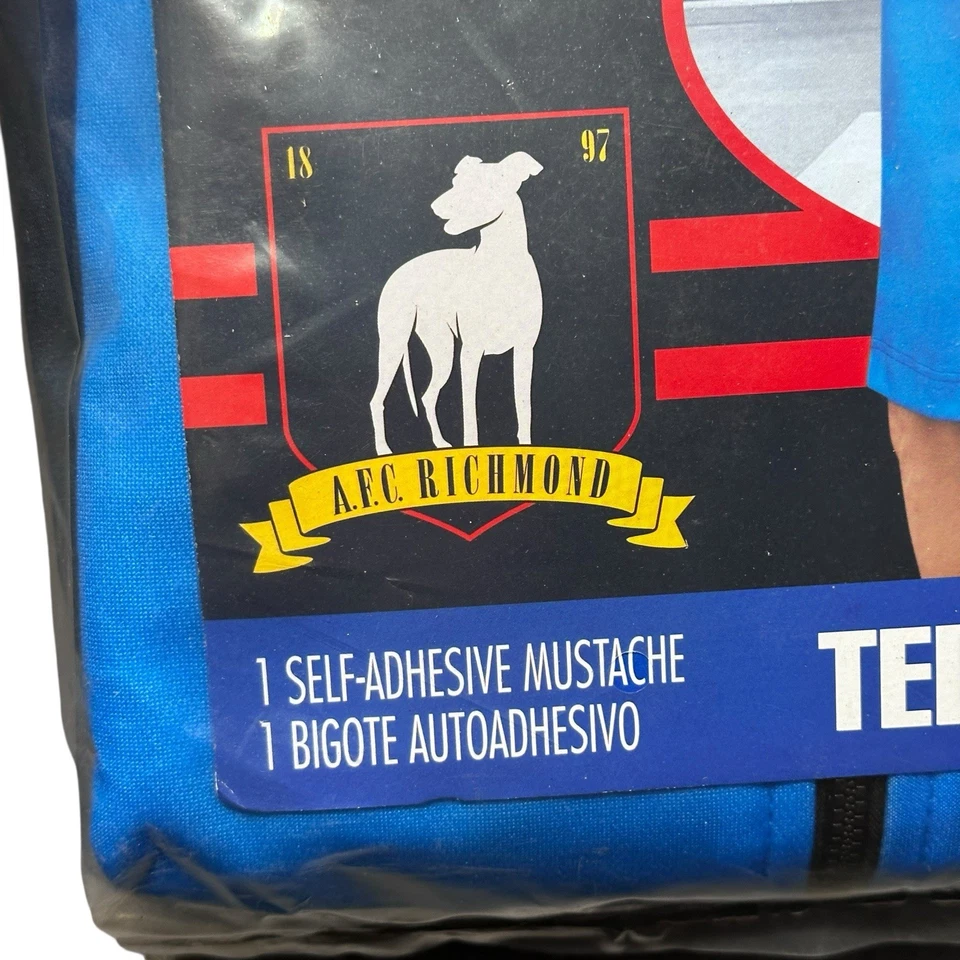 18 97
A.F.C. RICHMOND
1 SELF-ADHESIVE MUSTACHE
1 BIGOTE AUTOADHESIVO